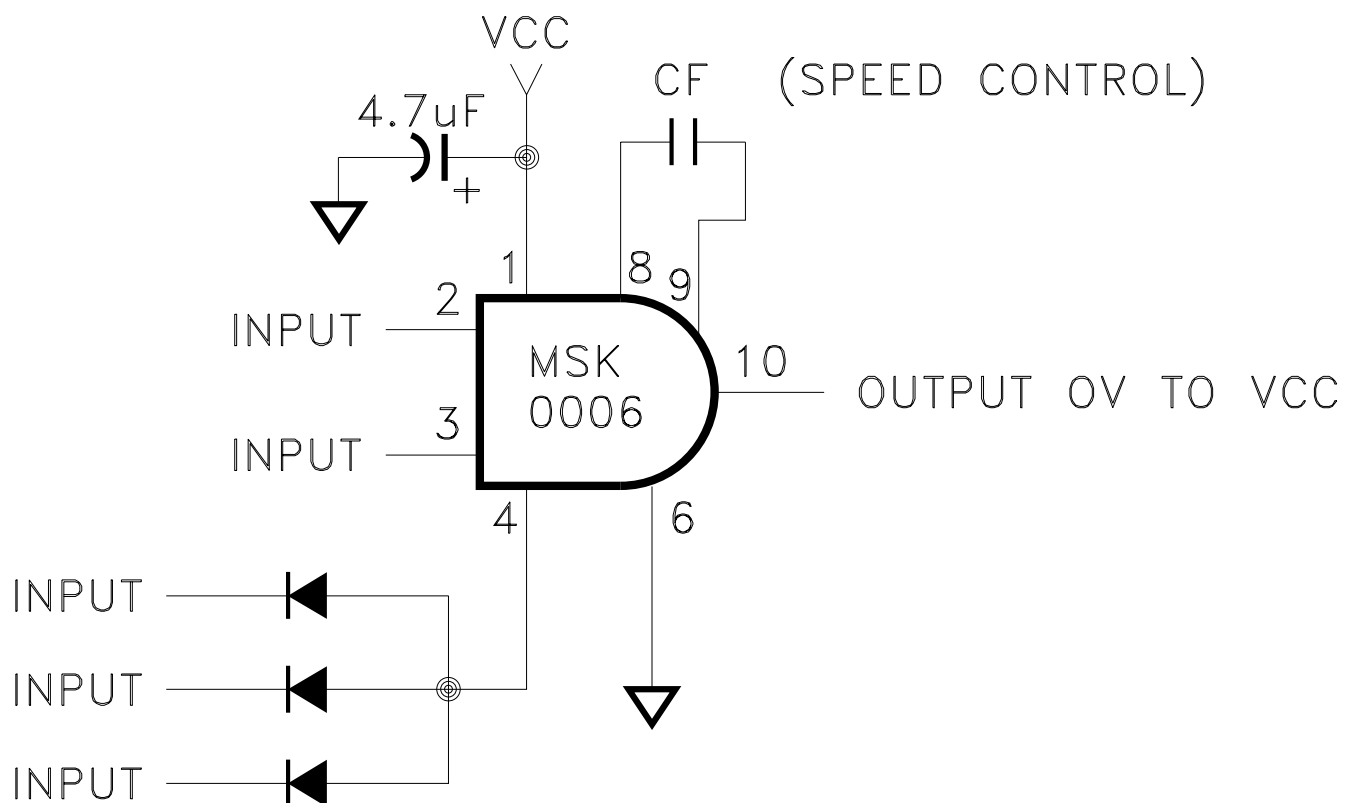 VCC
CF (SPEED CONTROL)
4.7uF
+
1
8
9
2
INPUT
MSK
0006
10
OUTPUT 0V TO VCC
3
INPUT
4
6
INPUT
INPUT
INPUT